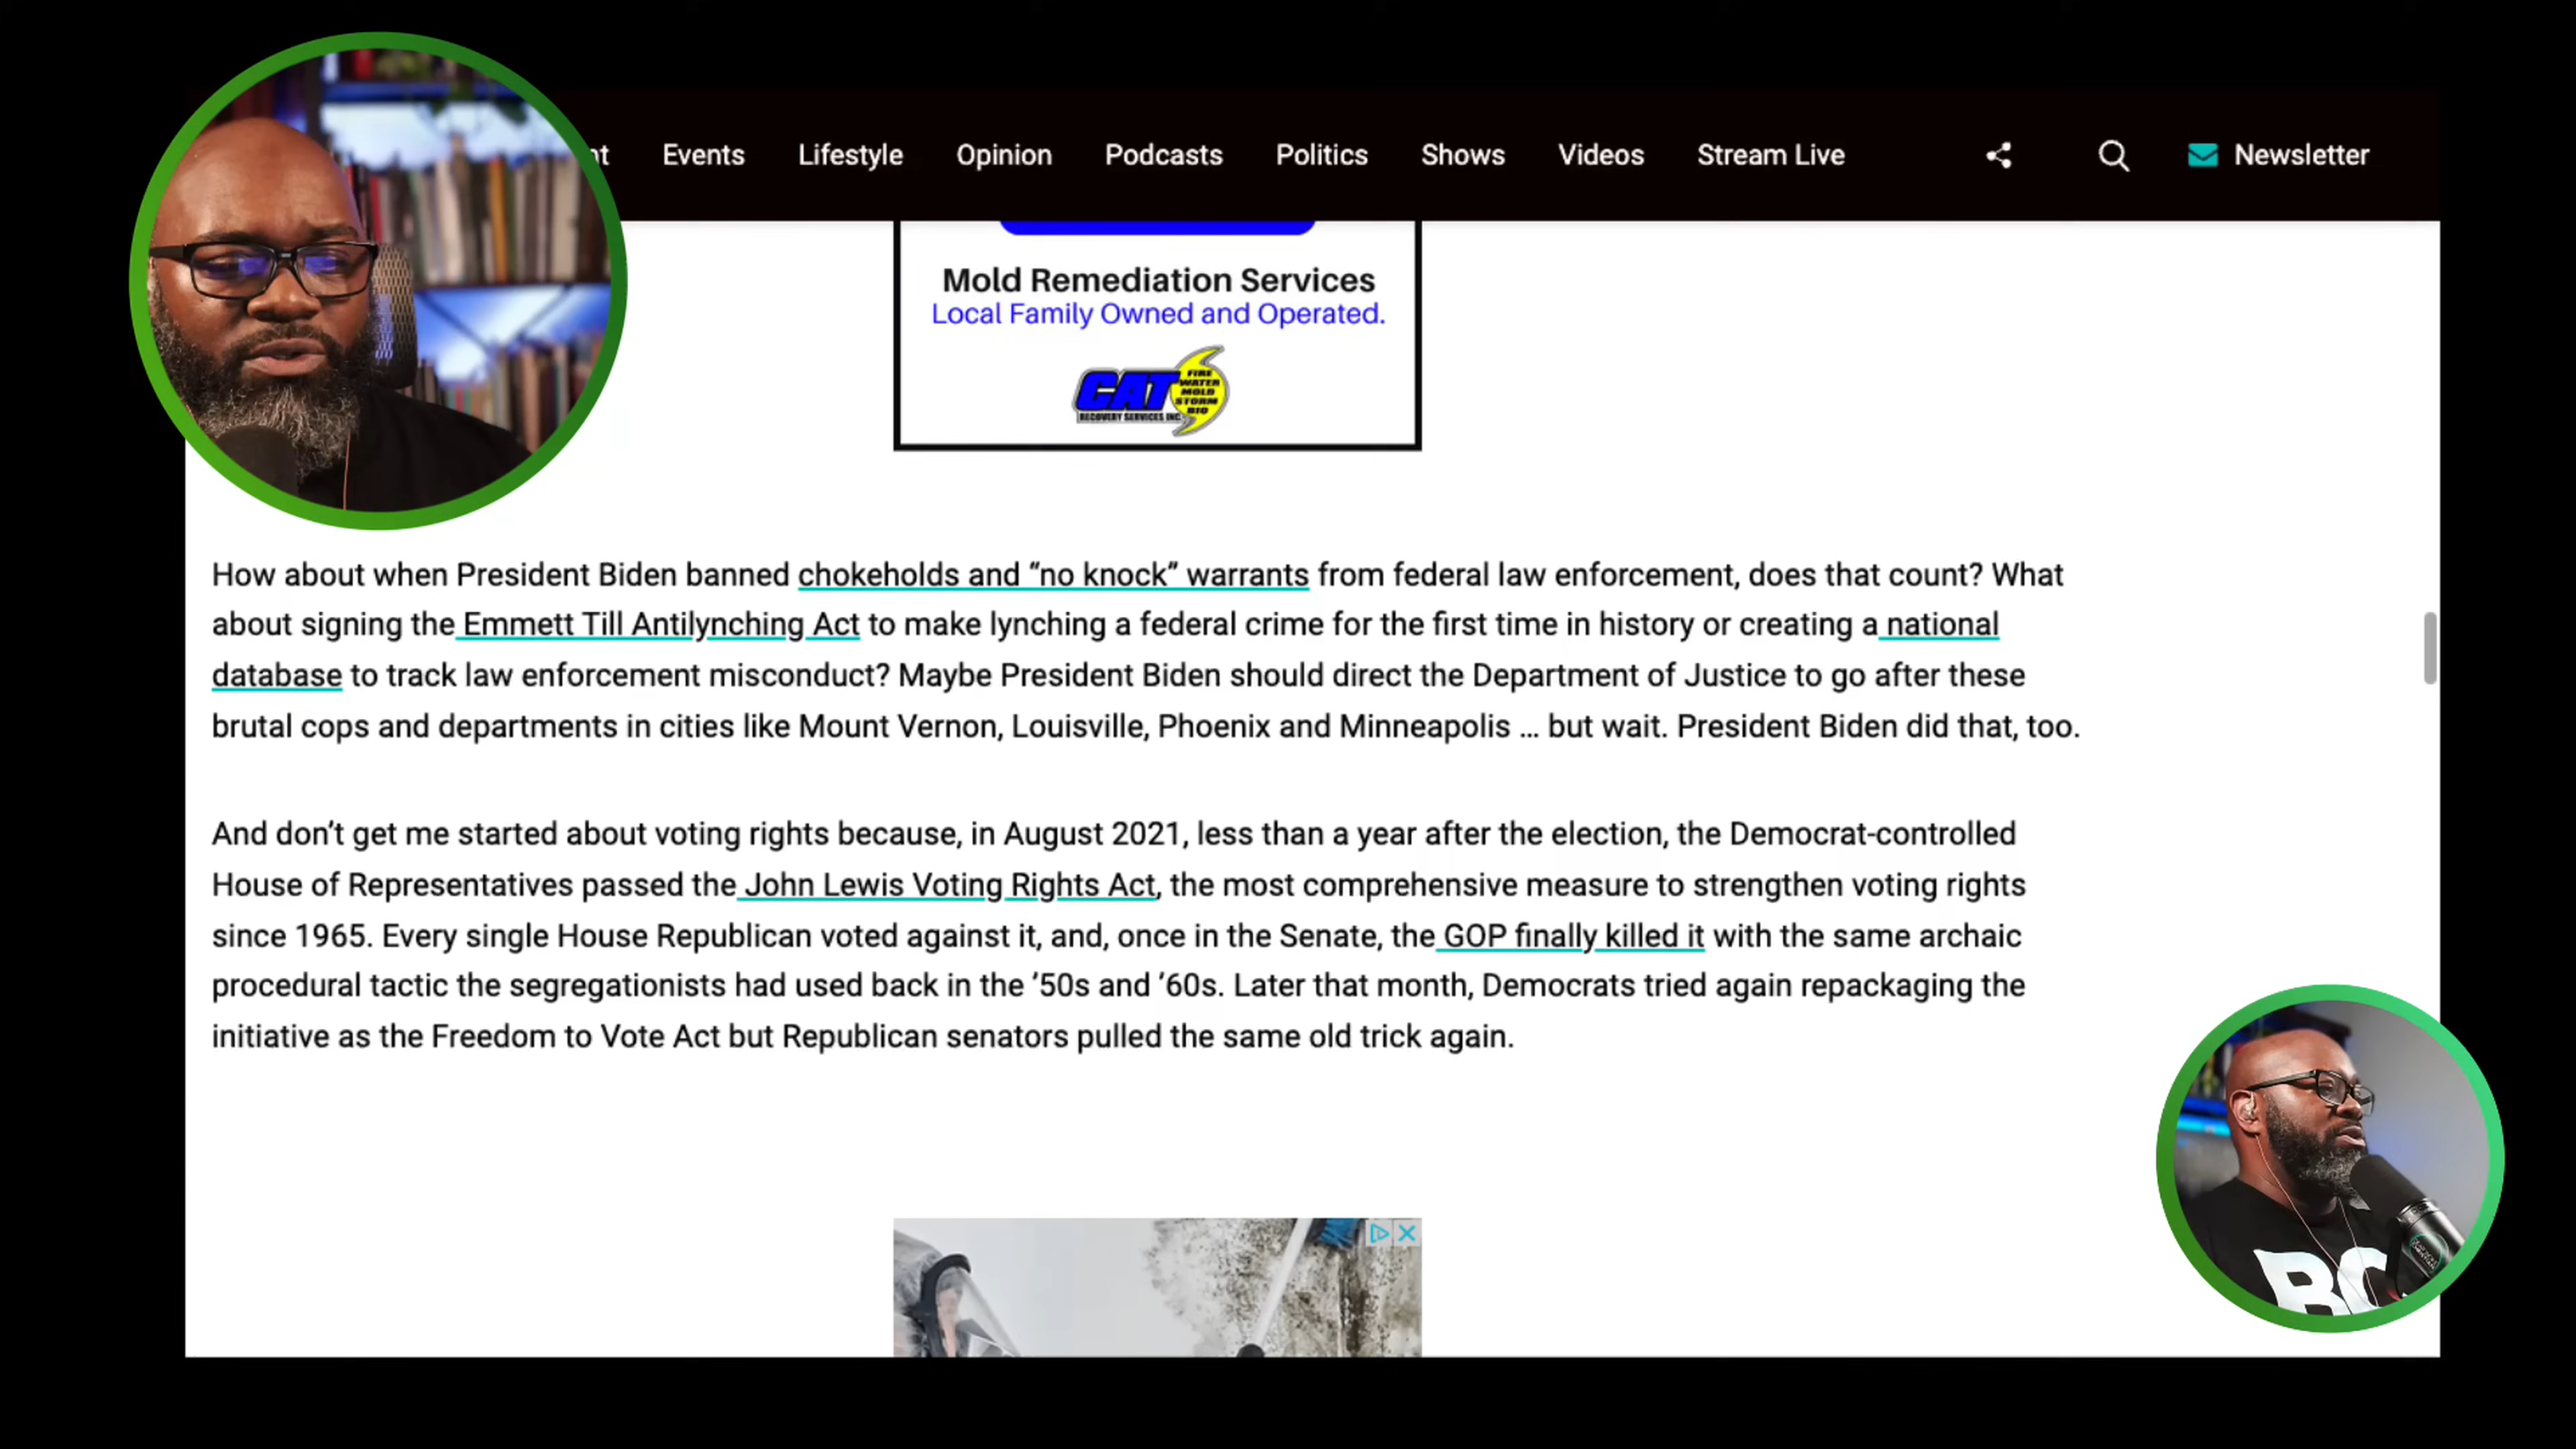 nt Events Lifestyle Opinion Podcasts Politics Shows Videos Stream Live Newsletter
Mold Remediation Services
Local Family Owned and Operated.
CAT
RECOVERY SERVICES INC.
FIRE
WATER
MOLD
STORM
BIO
How about when President Biden banned chokeholds and “no knock” warrants from federal law enforcement, does that count? What
about signing the Emmett Till Antilynching Act to make lynching a federal crime for the first time in history or creating a national
database to track law enforcement misconduct? Maybe President Biden should direct the Department of Justice to go after these
brutal cops and departments in cities like Mount Vernon, Louisville, Phoenix and Minneapolis … but wait. President Biden did that, too.
And don’t get me started about voting rights because, in August 2021, less than a year after the election, the Democrat-controlled
House of Representatives passed the John Lewis Voting Rights Act, the most comprehensive measure to strengthen voting rights
since 1965. Every single House Republican voted against it, and, once in the Senate, the GOP finally killed it with the same archaic
procedural tactic the segregationists had used back in the ’50s and ’60s. Later that month, Democrats tried again repackaging the
initiative as the Freedom to Vote Act but Republican senators pulled the same old trick again.